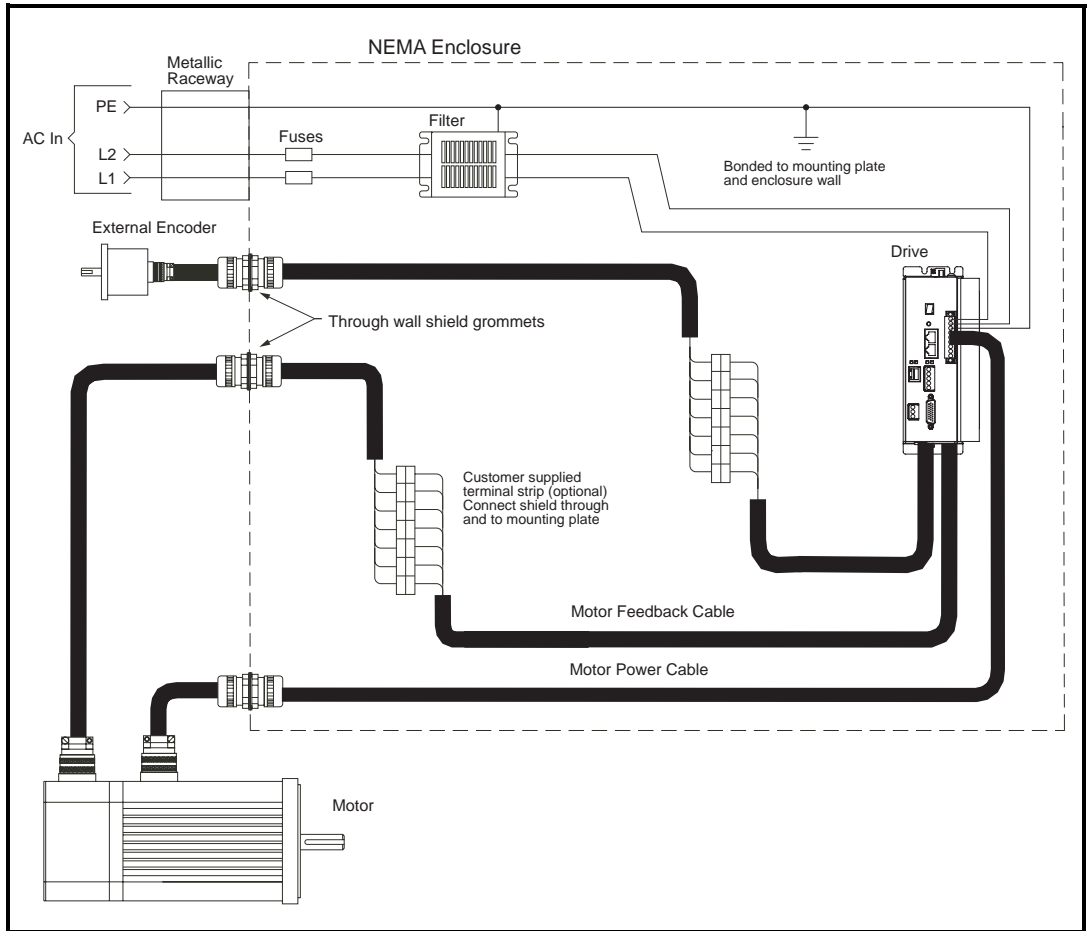 NEMA Enclosure
Metallic
Raceway
PE
AC In
Filter
Fuses
L2
L1
Bonded to mounting plate
and enclosure wall
External Encoder
Drive
Through wall shield grommets
Customer supplied
terminal strip (optional)
Connect shield through
and to mounting plate
Motor Feedback Cable
Motor Power Cable
Motor